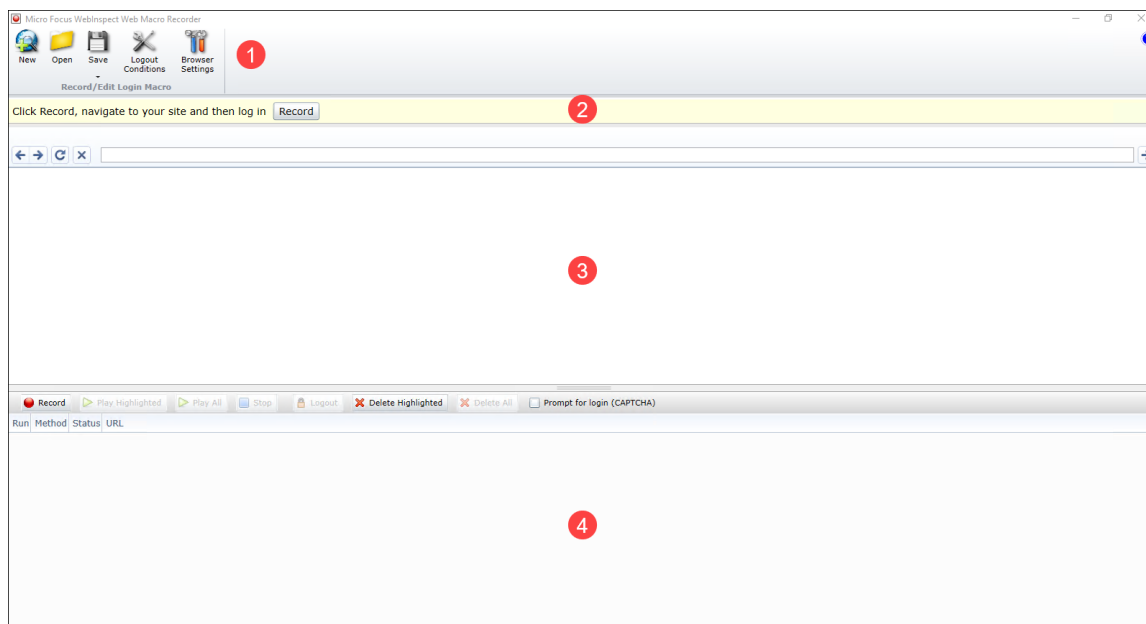 Micro Focus WebInspect Web Macro Recorder
New Open Save Logout Conditions Browser Settings
1
Record/Edit Login Macro
Click Record, navigate to your site and then log in Record
2
3
Record Play Highlighted Play All Stop Logout Delete Highlighted Delete All Prompt for login (CAPTCHA)
Run Method Status URL
4